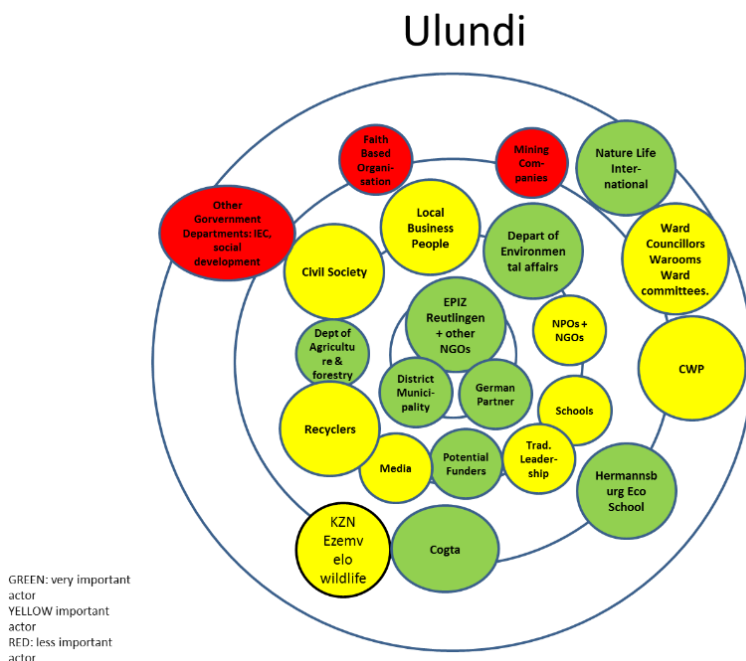 Ulundi
Faith
Based
Organi-
sation
Mining
Com-
panies
Nature Life
Inter-
national
Other
Gorvernment
Departments: IEC,
social
development
Local
Business
People
Depart of
Environmen
tal affairs
Ward
Councillors
Warooms
Ward
committees.
Civil Society
EPIZ
Reutlingen
+ other
NGOs
NPOs +
NGOs
Dept of
Agricultu
re &
forestry
CWP
District
Munici-
pality
German
Partner
Recyclers
Schools
Media
Potential
Funders
Trad.
Leader-
ship
Hermannsb
urg Eco
School
KZN
Ezemv
elo
wildlife
Cogta
GREEN: very important
actor
YELLOW important
actor
RED: less important
actor